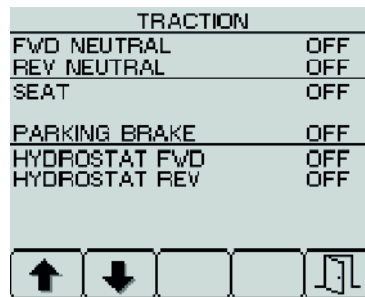 TRACTION
FWD NEUTRAL OFF
REV NEUTRAL OFF
SEAT OFF
PARKING BRAKE OFF
HYDROSTAT FWD OFF
HYDROSTAT REV OFF